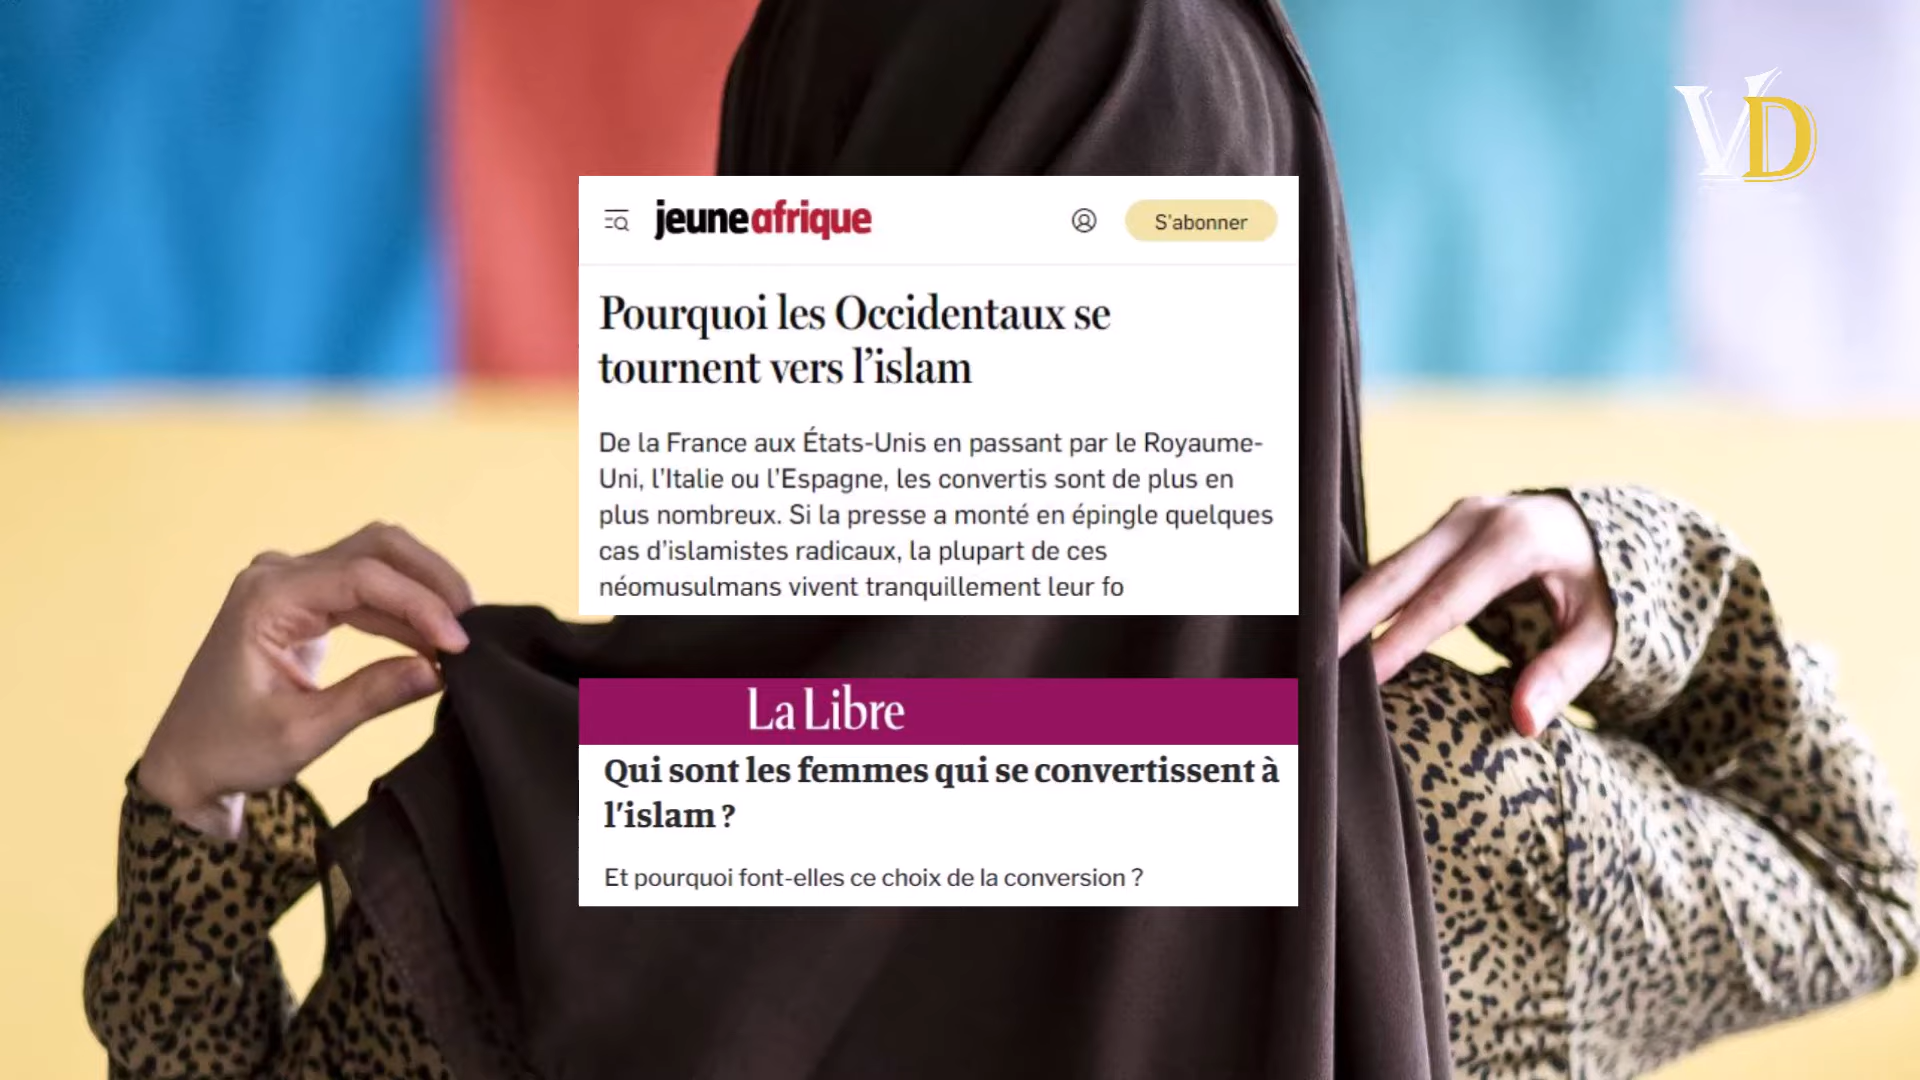 VD
jeuneafrique
S'abonner
Pourquoi les Occidentaux se
tournent vers l’islam
De la France aux États-Unis en passant par le Royaume-
Uni, l’Italie ou l’Espagne, les convertis sont de plus en
plus nombreux. Si la presse a monté en épingle quelques
cas d’islamistes radicaux, la plupart de ces
néomusulmans vivent tranquillement leur fo
La Libre
Qui sont les femmes qui se convertissent à
l’islam ?
Et pourquoi font-elles ce choix de la conversion ?